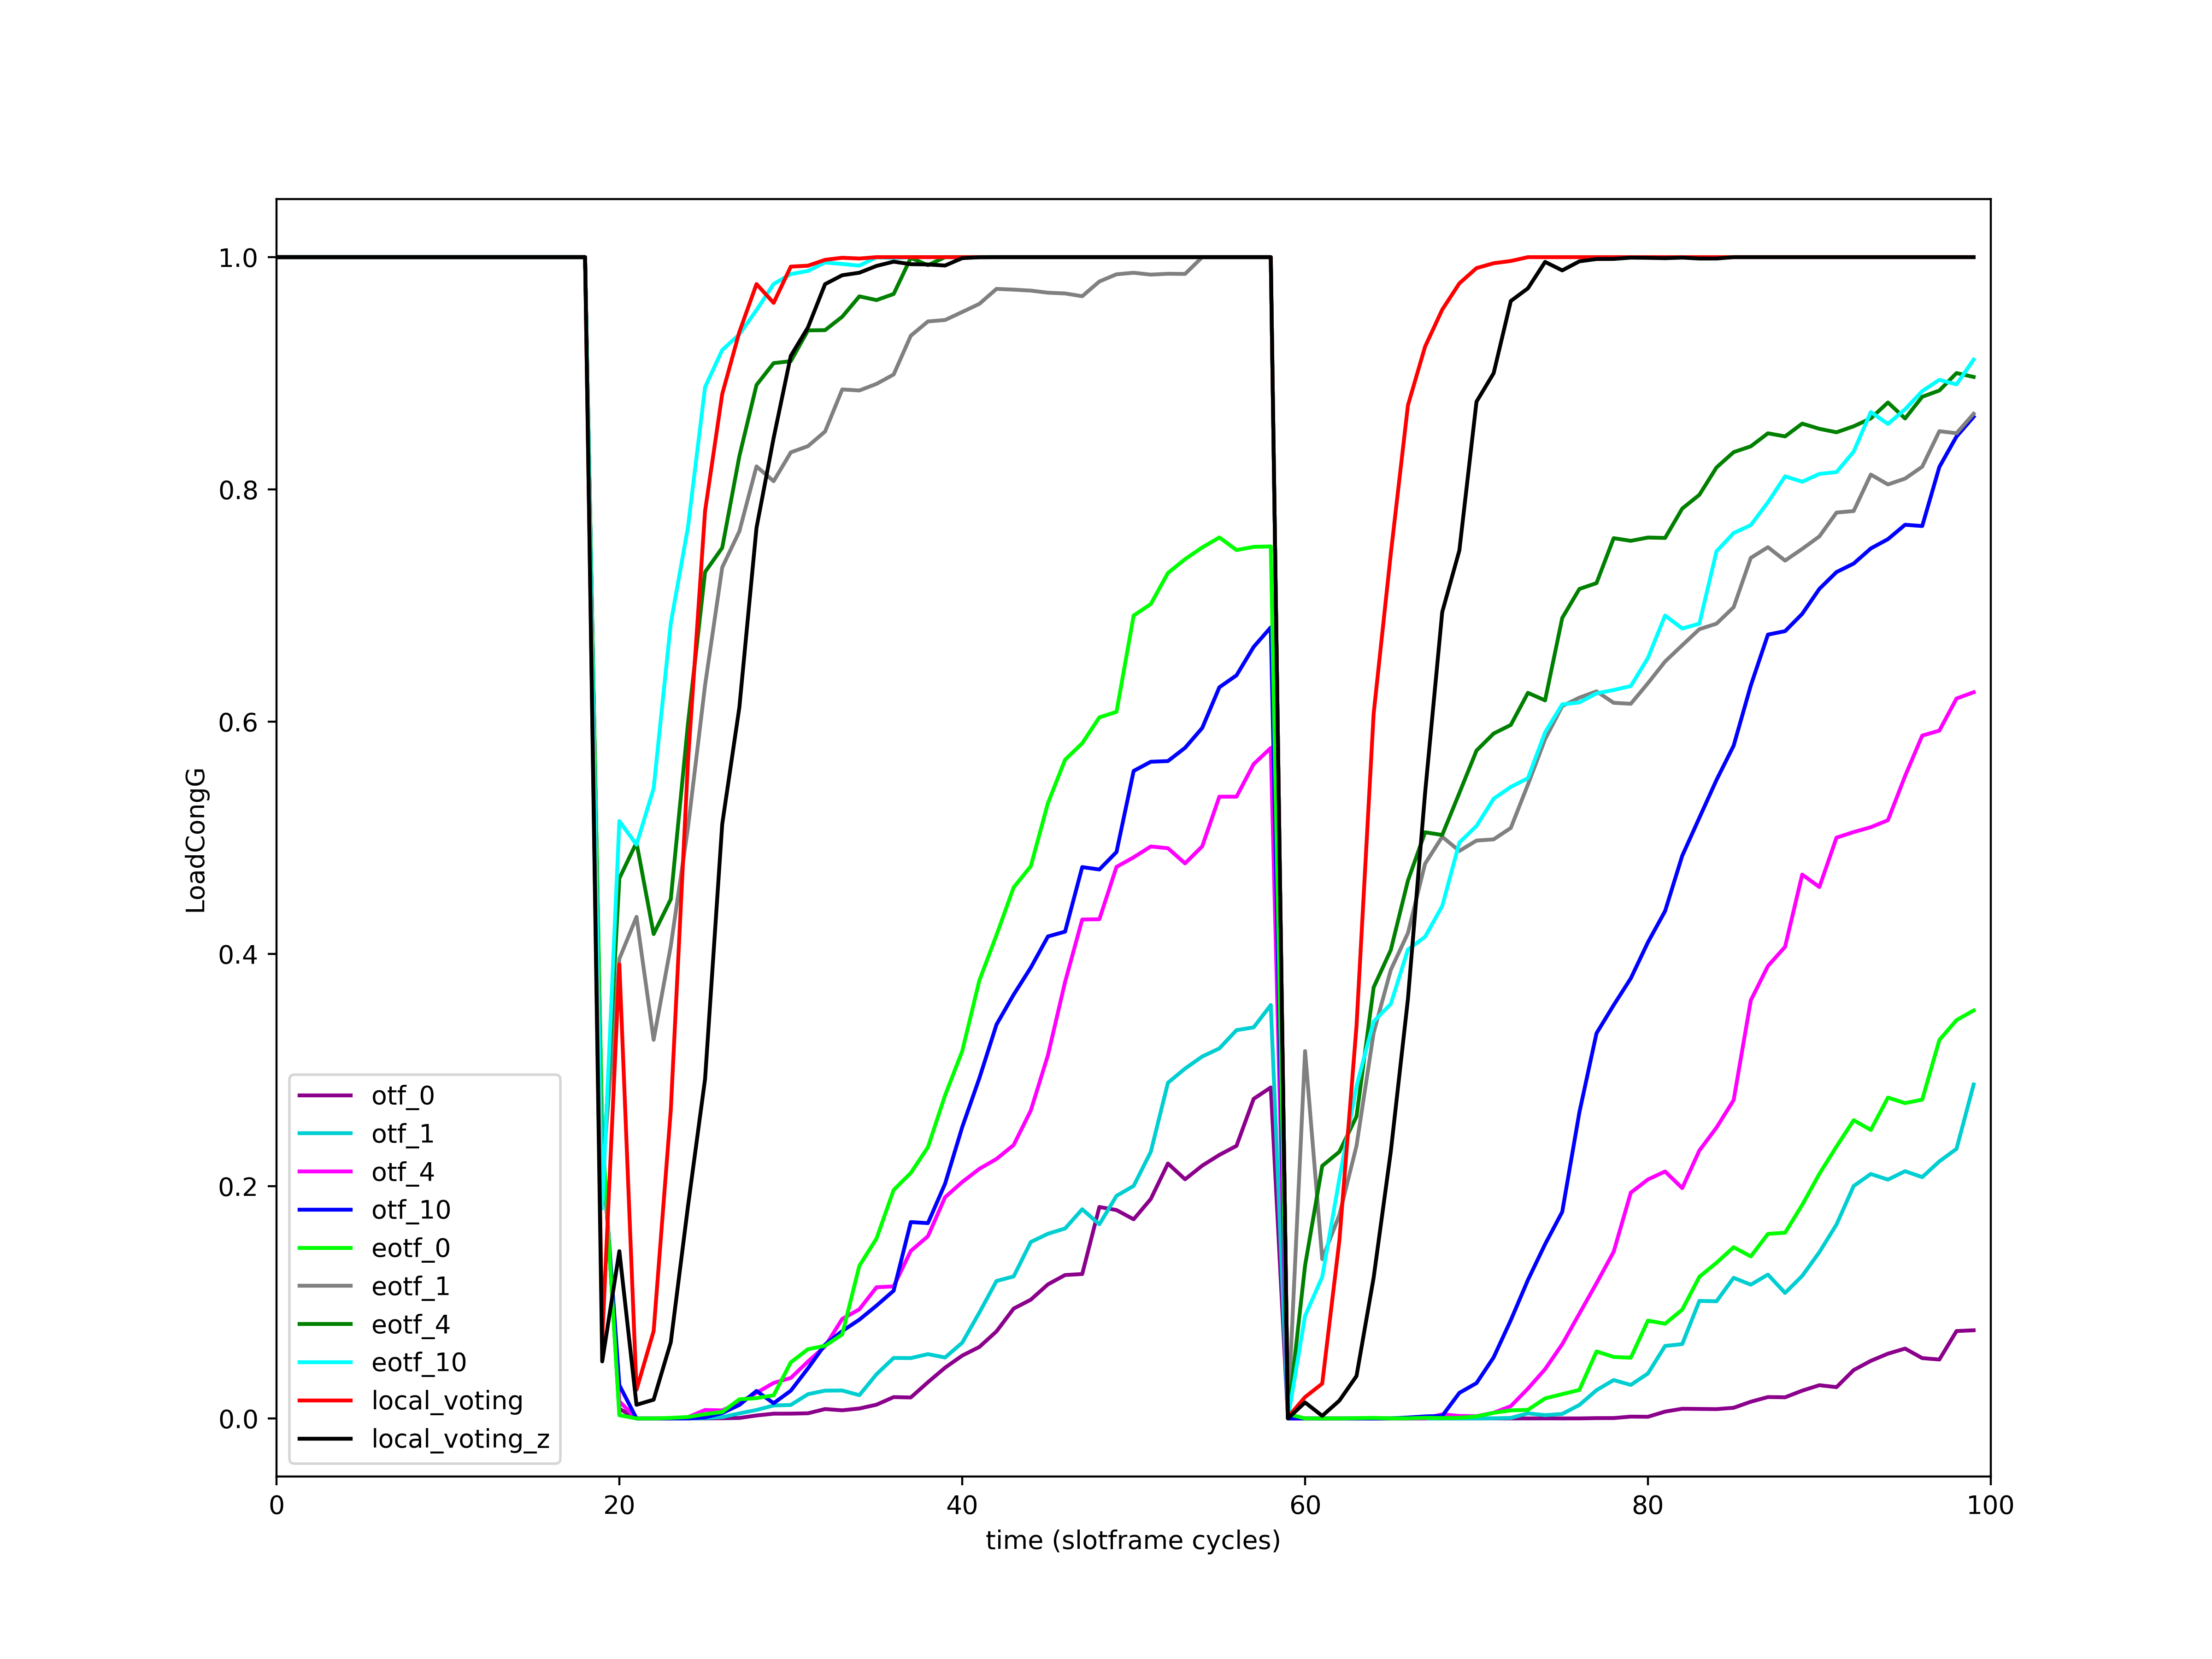 1.0
0.8
0.6
0.4
0.2
0.0
LoadCongG
otf_0
otf_1
otf_4
otf_10
eotf_0
eotf_1
eotf_4
eotf_10
local_voting
local_voting_z
0 20 40 60 80 100
time (slotframe cycles)